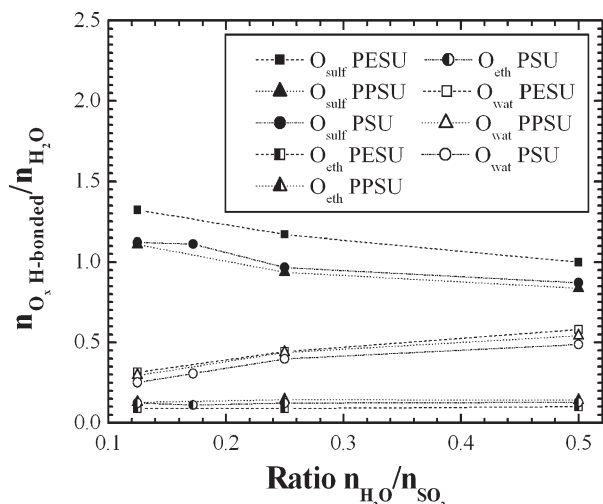 2.5
2.0
1.5
1.0
0.5
0.0
n_Oₓ H-bonded/n_H₂O
O_sulf PESU
O_sulf PPSU
O_sulf PSU
O_eth PESU
O_eth PPSU
O_eth PSU
O_wat PESU
O_wat PPSU
O_wat PSU
0.1
0.2
0.3
0.4
0.5
Ratio n_H₂O/n_SO₂